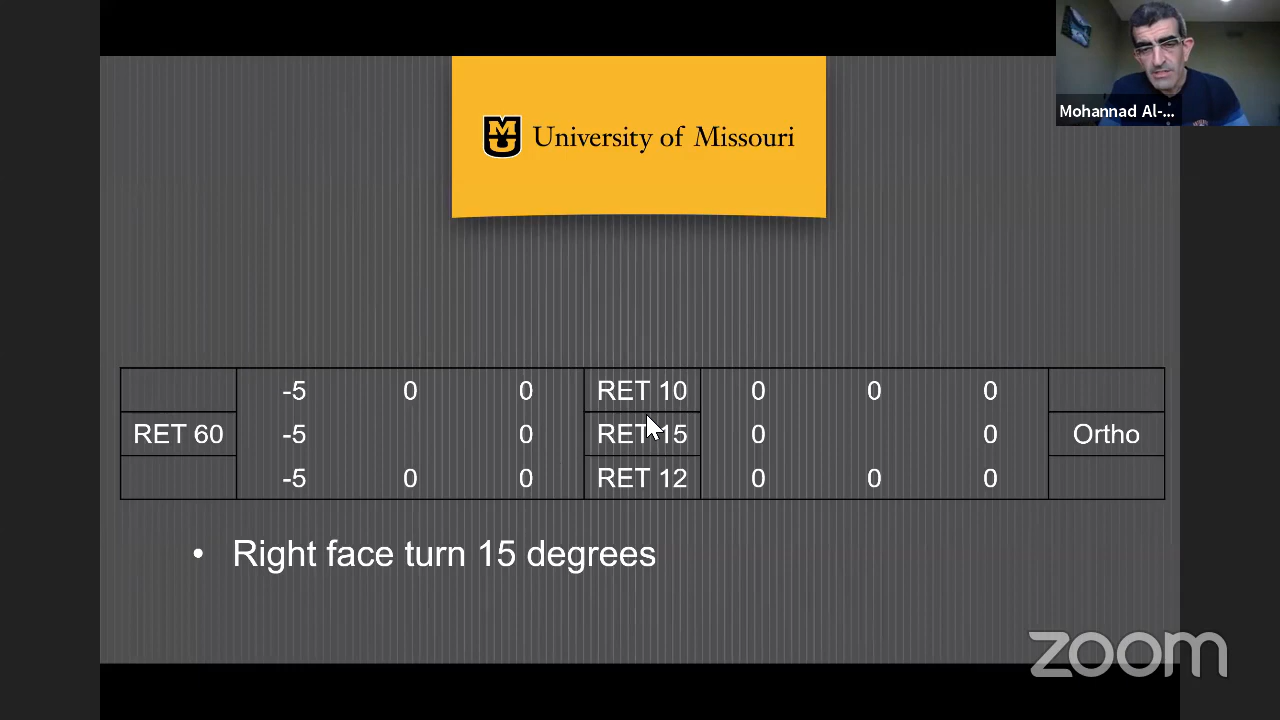 Mohannad Al-...
MU
University of Missouri
-5 0 0 RET 10 0 0 0
RET 60 -5 0 RET 15 0 0 Ortho
-5 0 0 RET 12 0 0 0
• Right face turn 15 degrees
zoom